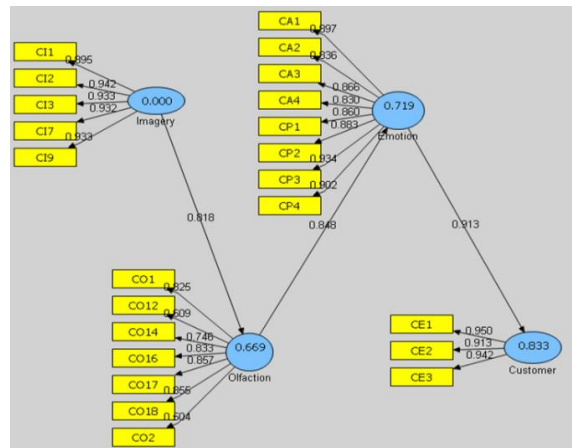 CI1
CI2
CI3
CI7
CI9
0.895
0.942
0.933
0.932
0.933
0.000
Imagery
0.818
CA1
CA2
CA3
CA4
CP1
CP2
CP3
CP4
0.897
0.836
0.866
0.830
0.860
0.883
0.934
0.902
0.719
Emotion
0.848
0.913
CO1
CO12
CO14
CO16
CO17
CO18
CO2
0.825
0.609
0.746
0.833
0.857
0.855
0.604
0.669
Olfaction
CE1
CE2
CE3
0.950
0.913
0.942
0.833
Customer